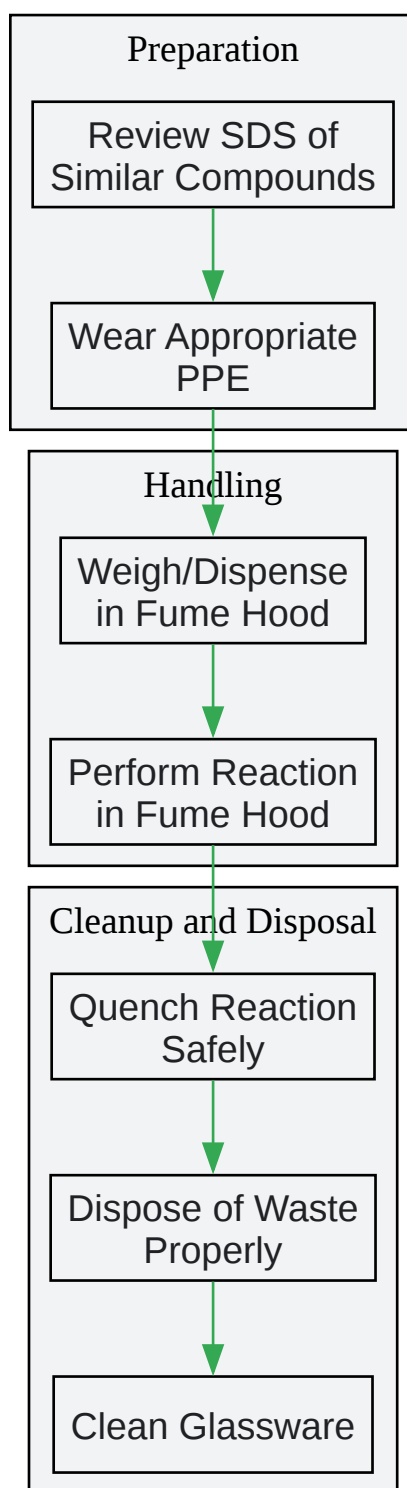 Preparation
Review SDS of
Similar Compounds
Wear Appropriate
PPE
Handling
Weigh/Dispense
in Fume Hood
Perform Reaction
in Fume Hood
Cleanup and Disposal
Quench Reaction
Safely
Dispose of Waste
Properly
Clean Glassware